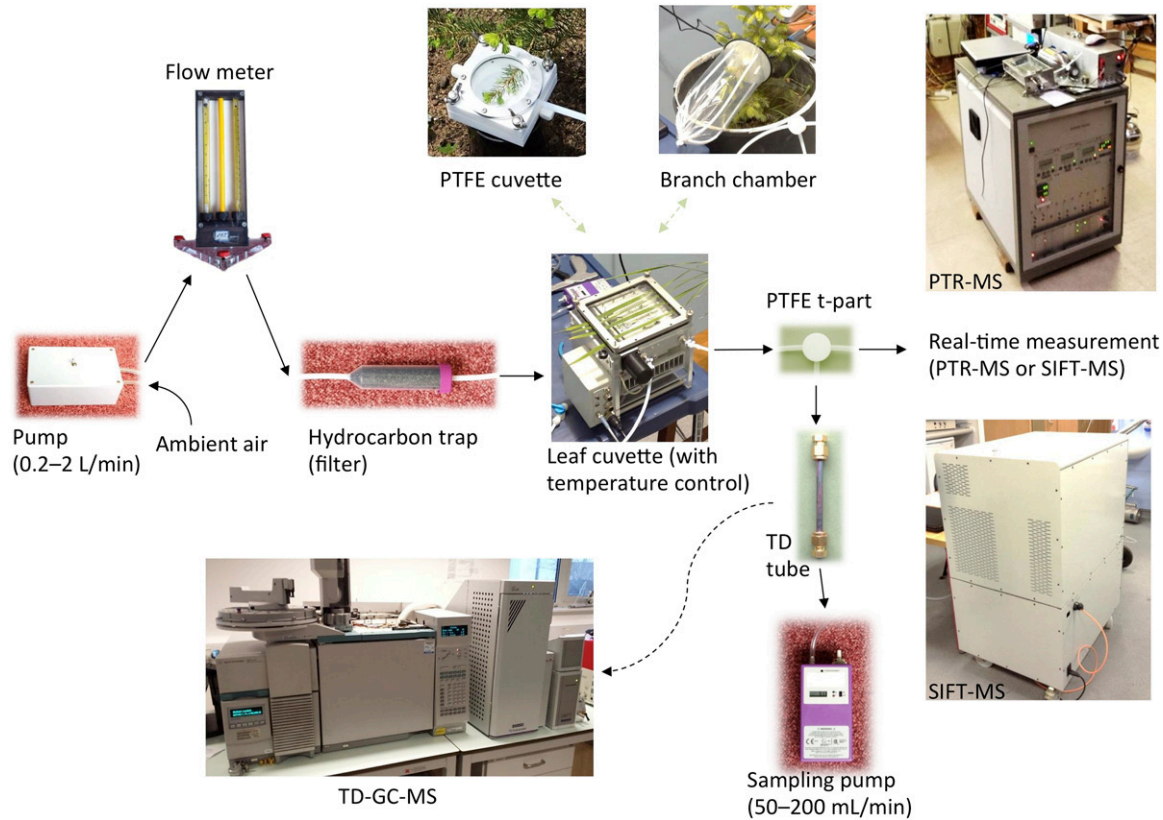 Flow meter
PTFE cuvette
Branch chamber
PTR-MS
PTFE t-part
Real-time measurement
(PTR-MS or SIFT-MS)
Pump
(0.2–2 L/min)
Ambient air
Hydrocarbon trap
(filter)
Leaf cuvette (with
temperature control)
TD
tube
SIFT-MS
TD-GC-MS
Sampling pump
(50–200 mL/min)